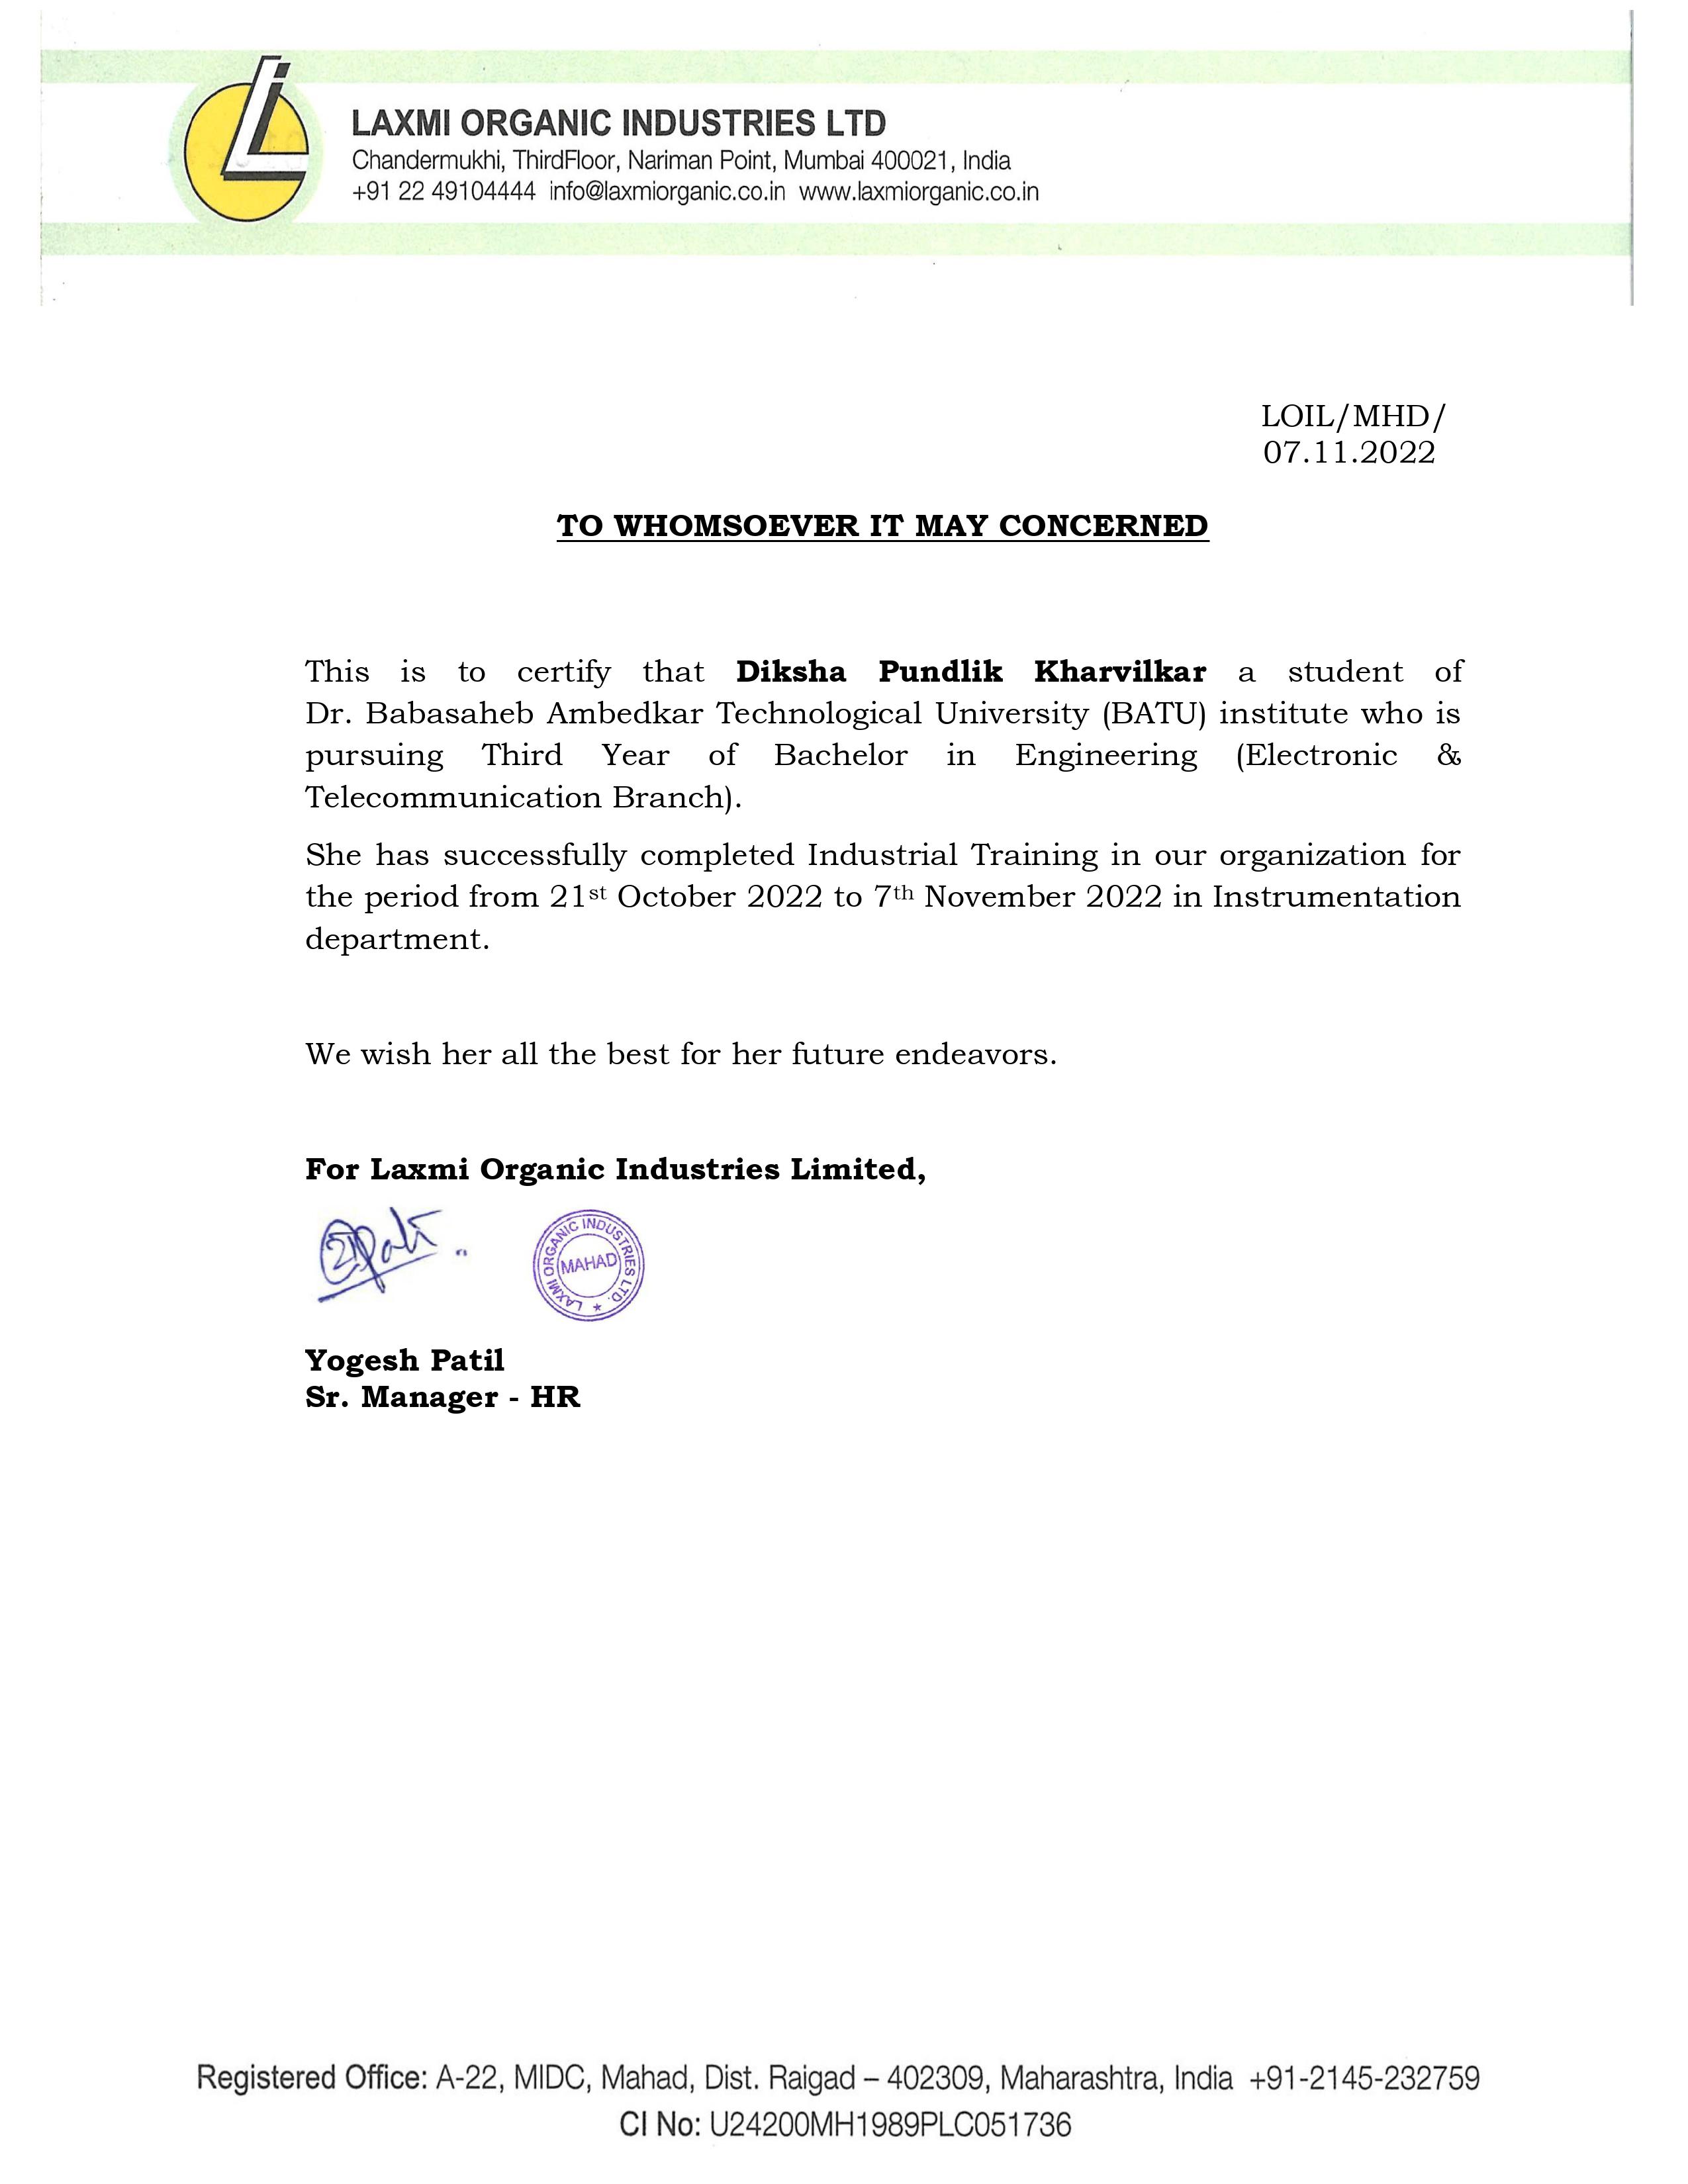 LAXMI ORGANIC INDUSTRIES LTD
Chandermukhi, ThirdFloor, Nariman Point, Mumbai 400021, India
+91 22 49104444 info@laxmiorganic.co.in www.laxmiorganic.co.in
LOIL/MHD/
07.11.2022
TO WHOMSOEVER IT MAY CONCERNED
This is to certify that Diksha Pundlik Kharvilkar a student of
Dr. Babasaheb Ambedkar Technological University (BATU) institute who is
pursuing Third Year of Bachelor in Engineering (Electronic &
Telecommunication Branch).
She has successfully completed Industrial Training in our organization for
the period from 21st October 2022 to 7th November 2022 in Instrumentation
department.
We wish her all the best for her future endeavors.
For Laxmi Organic Industries Limited,
LAXMI ORGANIC INDUSTRIES LTD.
MAHAD
Yogesh Patil
Sr. Manager - HR
Registered Office: A-22, MIDC, Mahad, Dist. Raigad – 402309, Maharashtra, India +91-2145-232759
CI No: U24200MH1989PLC051736